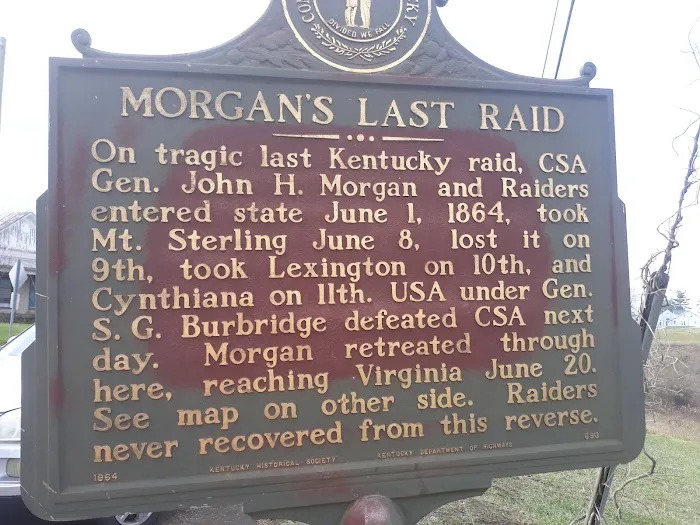 DIVIDED WE FALL
MORGAN'S LAST RAID
On tragic last Kentucky raid, CSA
Gen. John H. Morgan and Raiders
entered state June 1, 1864, took
Mt. Sterling June 8, lost it on
9th, took Lexington on 10th, and
Cynthiana on 11th. USA under Gen.
S. G. Burbridge defeated CSA next
day. Morgan retreated through
here, reaching Virginia June 20.
See map on other side. Raiders
never recovered from this reverse.
1964 KENTUCKY HISTORICAL SOCIETY KENTUCKY DEPARTMENT OF HIGHWAYS